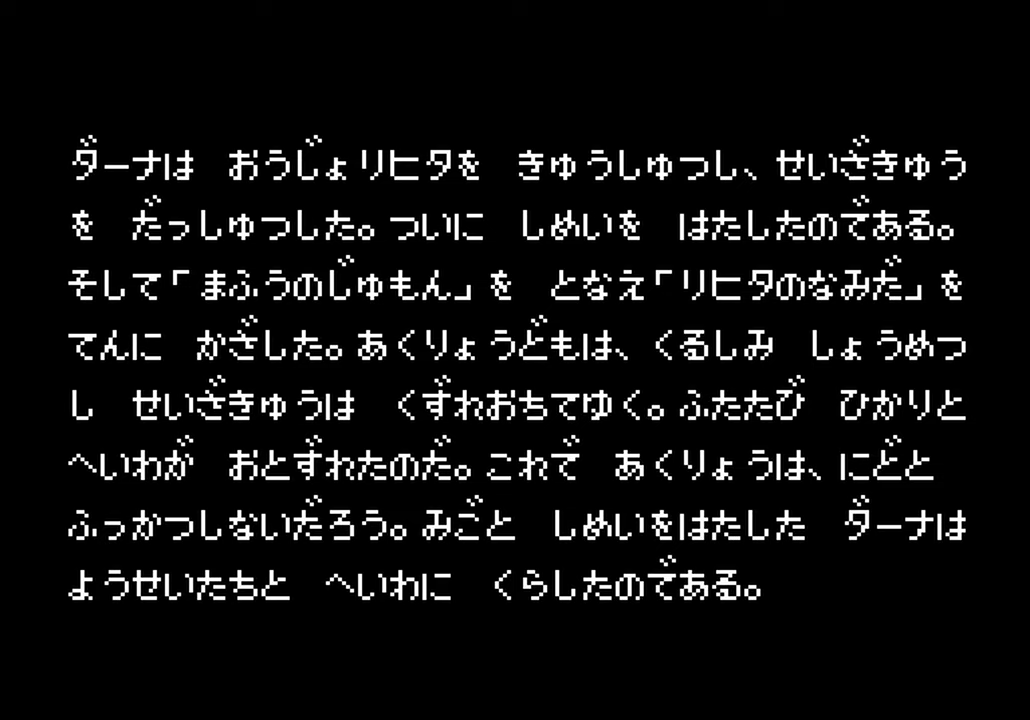 ダーナは　おうじょリヒタを　きゅうしゅつし、せいざきゅう
を　だっしゅつした。ついに　しめいを　はたしたのである。
そして「まふうのじゅもん」を　となえ「リヒタのなみだ」を
てんに　かざした。あくりょうどもは、くるしみ　しょうめつ
し　せいざきゅうは　くずれおちてゆく。ふたたび　ひかりと
へいわが　おとずれたのだ。これで　あくりょうは、にどと
ふっかつしないだろう。みごと　しめいをはたした　ダーナは
ようせいたちと　へいわに　くらしたのである。